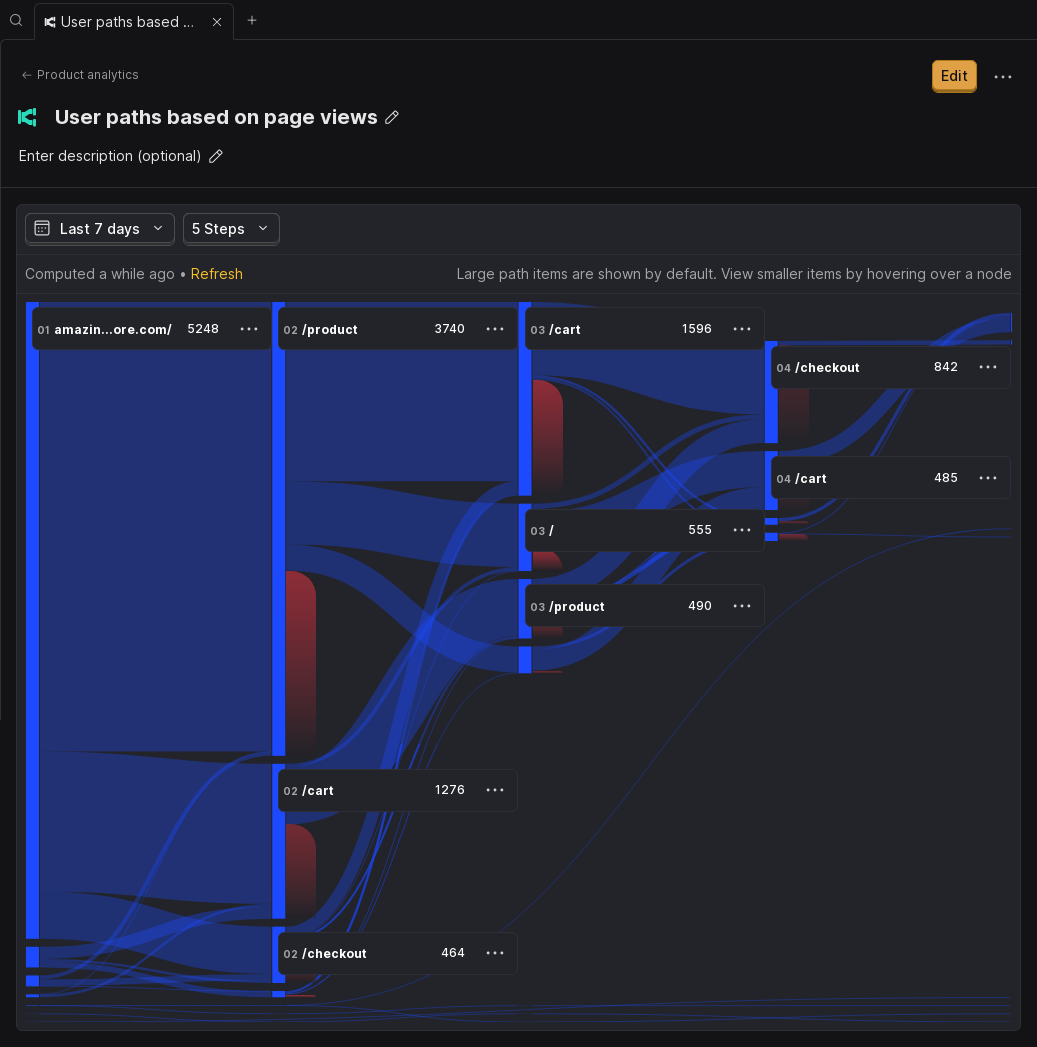 User paths based ...
Product analytics
Edit
User paths based on page views
Enter description (optional)
Last 7 days
5 Steps
Computed a while ago • Refresh
Large path items are shown by default. View smaller items by hovering over a node
01 amazin...ore.com/ 5248
02 /product 3740
03 /cart 1596
04 /checkout 842
04 /cart 485
03 / 555
03 /product 490
02 /cart 1276
02 /checkout 464